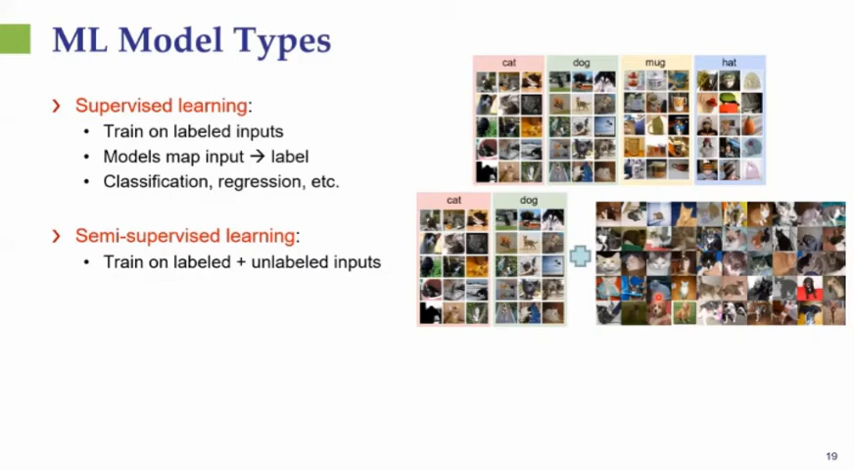 ML Model Types
cat dog mug hat
› Supervised learning:
• Train on labeled inputs
• Models map input → label
• Classification, regression, etc.
cat dog
› Semi-supervised learning:
• Train on labeled + unlabeled inputs
19